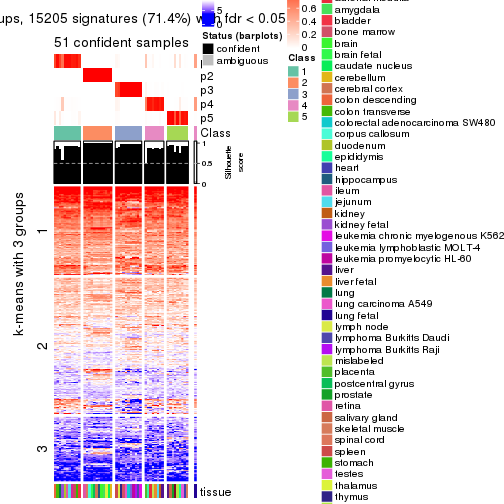 ups, 15205 signatures (71.4%) with fdr < 0.05
51 confident samples
p2
p3
p4
p5
Class
1
0.5
0
Silhouette
score
k-means with 3 groups
1
2
3
tissue
5
0
Status (barplots)
confident
ambiguous
0.6
0.4
0.2
0
Class
1
2
3
4
5
amygdala
bladder
bone marrow
brain
brain fetal
caudate nucleus
cerebellum
cerebral cortex
colon descending
colon transverse
colorectal adenocarcinoma SW480
corpus callosum
duodenum
epididymis
heart
hippocampus
ileum
jejunum
kidney
kidney fetal
leukemia chronic myelogenous K562
leukemia lymphoblastic MOLT-4
leukemia promyelocytic HL-60
liver
liver fetal
lung
lung carcinoma A549
lung fetal
lymph node
lymphoma Burkitts Daudi
lymphoma Burkitts Raji
mislabeled
placenta
postcentral gyrus
prostate
retina
salivary gland
skeletal muscle
spinal cord
spleen
stomach
testes
thalamus
thymus